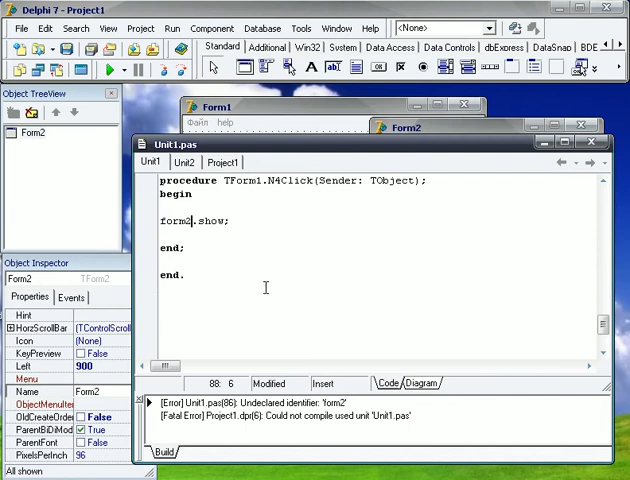 Delphi 7 - Project1
File Edit Search View Project Run Component Database Tools Window Help
<None>
Standard Additional Win32 System Data Access Data Controls dbExpress DataSnap BDE
Object TreeView
Form2
Form1
Файл help
Form2
Unit1.pas
Unit1 Unit2 Project1
procedure TForm1.N4Click(Sender: TObject);
begin
form2.show;
end;
end.
88: 6 Modified Insert Code Diagram
[Error] Unit1.pas(86): Undeclared identifier: 'form2'
[Fatal Error] Project1.dpr(6): Could not compile used unit 'Unit1.pas'
Build
Object Inspector
Form2 TForm2
Properties Events
Hint
HorzScrollBar (TControlScroll
Icon (None)
KeyPreview False
Left 900
Menu
Name Form2
ObjectMenuIter
OldCreateOrder False
ParentBiDiMod True
ParentFont False
PixelsPerInch 96
All shown